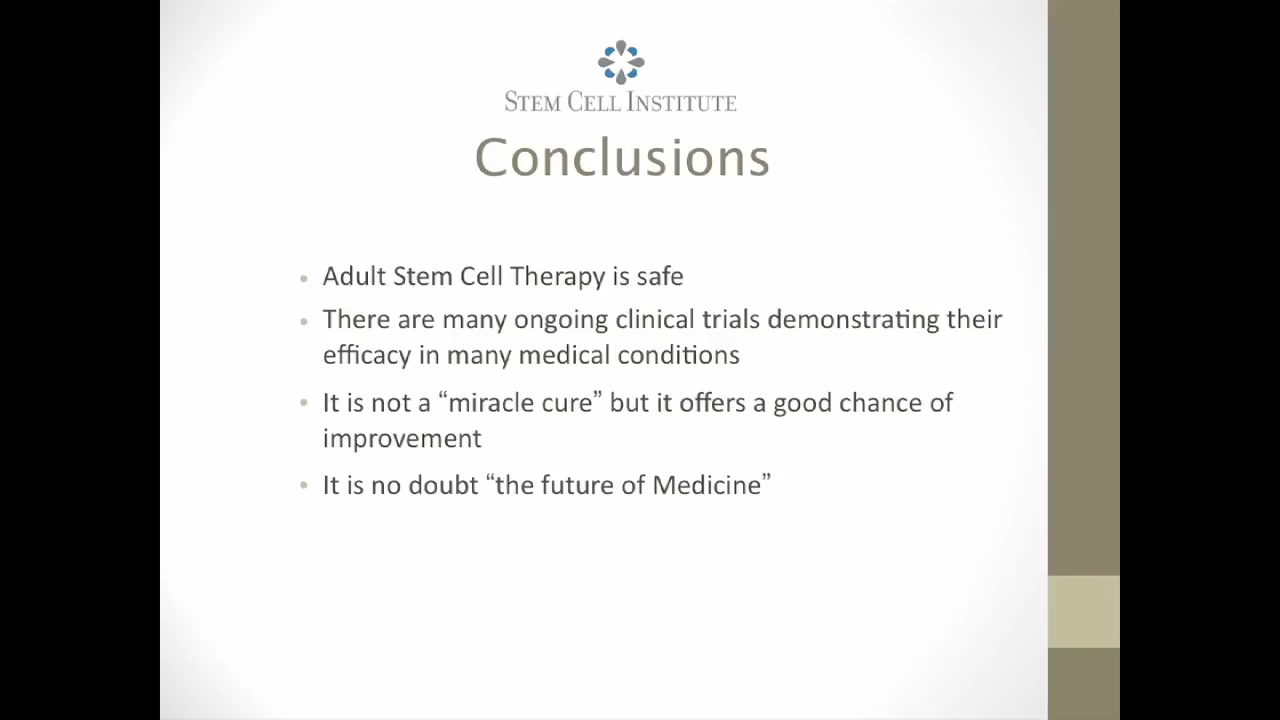 STEM CELL INSTITUTE
Conclusions
• Adult Stem Cell Therapy is safe
• There are many ongoing clinical trials demonstrating their
efficacy in many medical conditions
• It is not a “miracle cure” but it offers a good chance of
improvement
• It is no doubt “the future of Medicine”